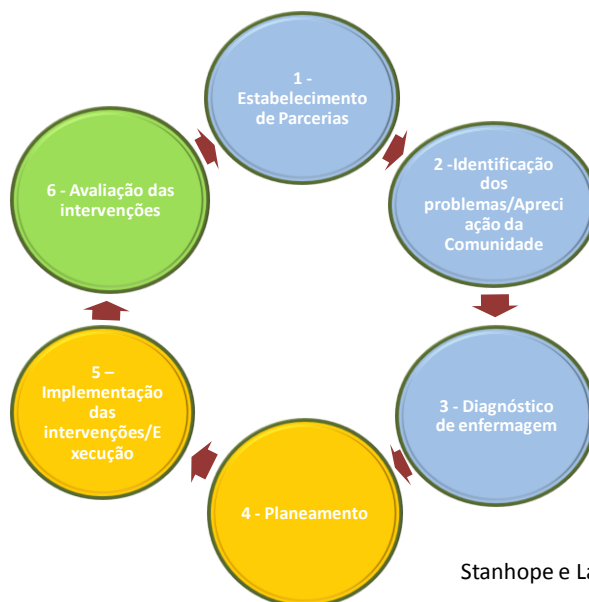 1 -
Estabelecimento
de Parcerias
2 -Identificação
dos
problemas/Apreci
ação da
Comunidade
3 - Diagnóstico
de enfermagem
4 - Planeamento
5 –
Implementação
das
intervenções/E
xecução
6 - Avaliação das
intervenções
Stanhope e La